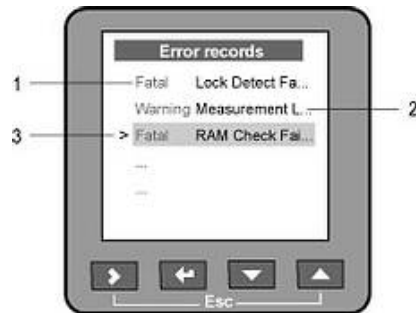 Error records
1 Fatal Lock Detect Fa...
Warning Measurement L... 2
3 > Fatal RAM Check Fai...
...
...
Esc